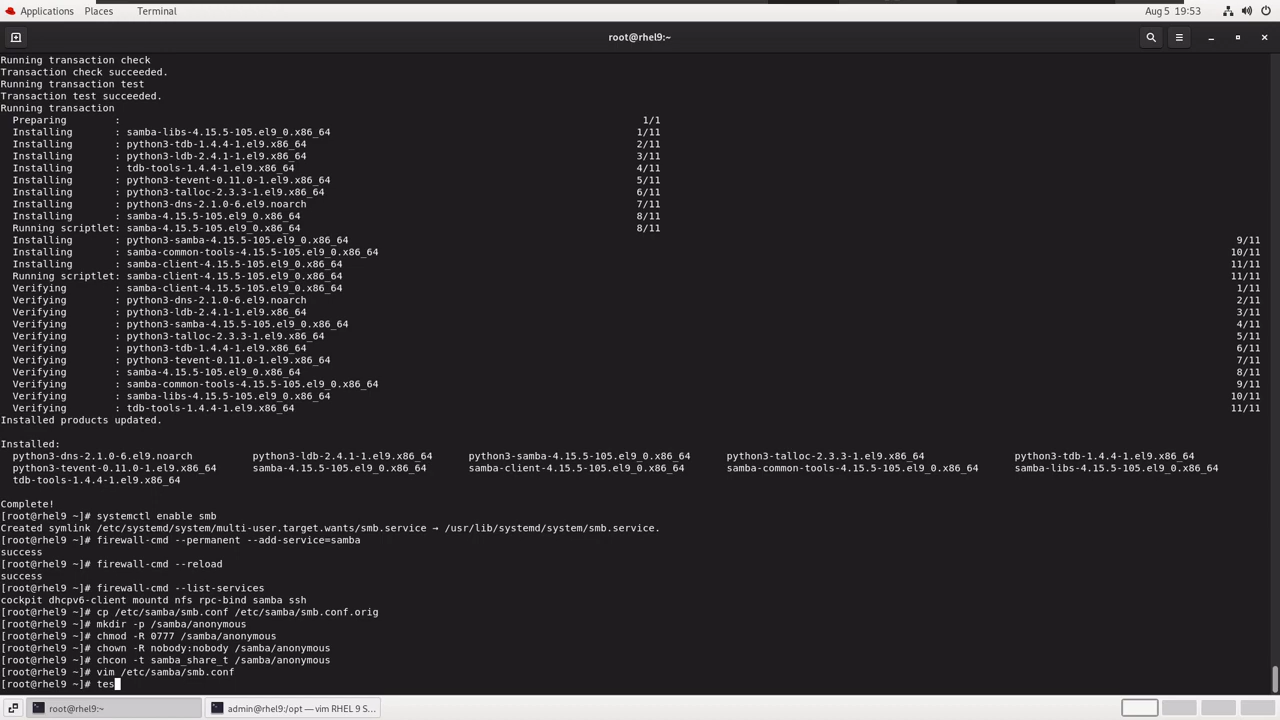 Applications Places Terminal Aug 5 19:53
root@rhel9:~
Running transaction check
Transaction check succeeded.
Running transaction test
Transaction test succeeded.
Running transaction
Preparing : 1/1
Installing : samba-libs-4.15.5-105.el9_0.x86_64 1/11
Installing : python3-tdb-1.4.4-1.el9.x86_64 2/11
Installing : python3-ldb-2.4.1-1.el9.x86_64 3/11
Installing : tdb-tools-1.4.4-1.el9.x86_64 4/11
Installing : python3-tevent-0.11.0-1.el9.x86_64 5/11
Installing : python3-talloc-2.3.3-1.el9.x86_64 6/11
Installing : python3-dns-2.1.0-6.el9.noarch 7/11
Installing : samba-4.15.5-105.el9_0.x86_64 8/11
Running scriptlet: samba-4.15.5-105.el9_0.x86_64 8/11
Installing : python3-samba-4.15.5-105.el9_0.x86_64 9/11
Installing : samba-common-tools-4.15.5-105.el9_0.x86_64 10/11
Installing : samba-client-4.15.5-105.el9_0.x86_64 11/11
Running scriptlet: samba-client-4.15.5-105.el9_0.x86_64 11/11
Verifying : samba-client-4.15.5-105.el9_0.x86_64 1/11
Verifying : python3-dns-2.1.0-6.el9.noarch 2/11
Verifying : python3-ldb-2.4.1-1.el9.x86_64 3/11
Verifying : python3-samba-4.15.5-105.el9_0.x86_64 4/11
Verifying : python3-talloc-2.3.3-1.el9.x86_64 5/11
Verifying : python3-tdb-1.4.4-1.el9.x86_64 6/11
Verifying : python3-tevent-0.11.0-1.el9.x86_64 7/11
Verifying : samba-4.15.5-105.el9_0.x86_64 8/11
Verifying : samba-common-tools-4.15.5-105.el9_0.x86_64 9/11
Verifying : samba-libs-4.15.5-105.el9_0.x86_64 10/11
Verifying : tdb-tools-1.4.4-1.el9.x86_64 11/11
Installed products updated.
Installed:
python3-dns-2.1.0-6.el9.noarch python3-ldb-2.4.1-1.el9.x86_64 python3-samba-4.15.5-105.el9_0.x86_64 python3-talloc-2.3.3-1.el9.x86_64 python3-tdb-1.4.4-1.el9.x86_64
python3-tevent-0.11.0-1.el9.x86_64 samba-4.15.5-105.el9_0.x86_64 samba-client-4.15.5-105.el9_0.x86_64 samba-common-tools-4.15.5-105.el9_0.x86_64 samba-libs-4.15.5-105.el9_0.x86_64
tdb-tools-1.4.4-1.el9.x86_64
Complete!
[root@rhel9 ~]# systemctl enable smb
Created symlink /etc/systemd/system/multi-user.target.wants/smb.service → /usr/lib/systemd/system/smb.service.
[root@rhel9 ~]# firewall-cmd --permanent --add-service=samba
success
[root@rhel9 ~]# firewall-cmd --reload
success
[root@rhel9 ~]# firewall-cmd --list-services
cockpit dhcpv6-client mountd nfs rpc-bind samba ssh
[root@rhel9 ~]# cp /etc/samba/smb.conf /etc/samba/smb.conf.orig
[root@rhel9 ~]# mkdir -p /samba/anonymous
[root@rhel9 ~]# chmod -R 0777 /samba/anonymous
[root@rhel9 ~]# chown -R nobody:nobody /samba/anonymous
[root@rhel9 ~]# chcon -t samba_share_t /samba/anonymous
[root@rhel9 ~]# vim /etc/samba/smb.conf
[root@rhel9 ~]# tes
root@rhel9:~ admin@rhel9:/opt — vim RHEL 9 S...